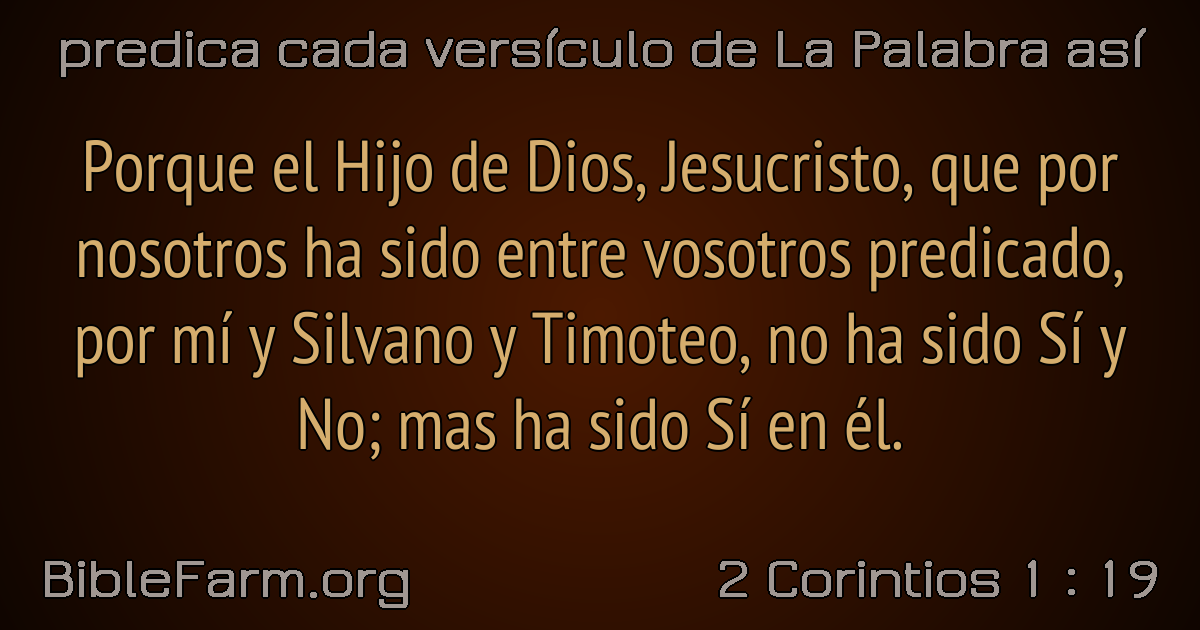 predica cada versículo de La Palabra así
Porque el Hijo de Dios, Jesucristo, que por
nosotros ha sido entre vosotros predicado,
por mí y Silvano y Timoteo, no ha sido Sí y
No; mas ha sido Sí en él.
BibleFarm.org
2 Corintios 1 : 19